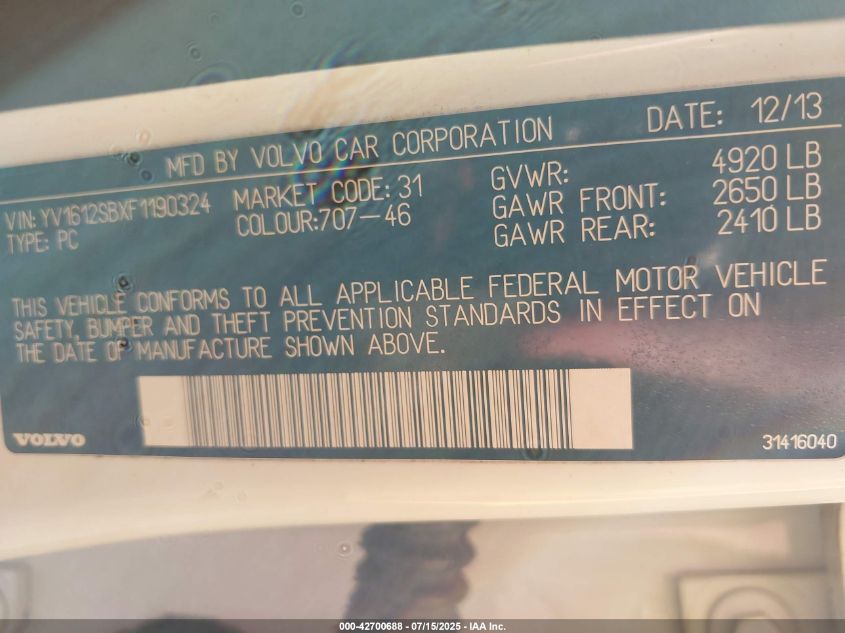 MFD BY VOLVO CAR CORPORATION DATE: 12/13
VIN: YV1612SBXF1190324 MARKET CODE: 31 GVWR: 4920 LB
TYPE: PC COLOUR:707-46 GAWR FRONT: 2650 LB
GAWR REAR: 2410 LB
THIS VEHICLE CONFORMS TO ALL APPLICABLE FEDERAL MOTOR VEHICLE
SAFETY, BUMPER AND THEFT PREVENTION STANDARDS IN EFFECT ON
THE DATE OF MANUFACTURE SHOWN ABOVE.
VOLVO 31416040
000-42700688 - 07/15/2025 - IAA Inc.